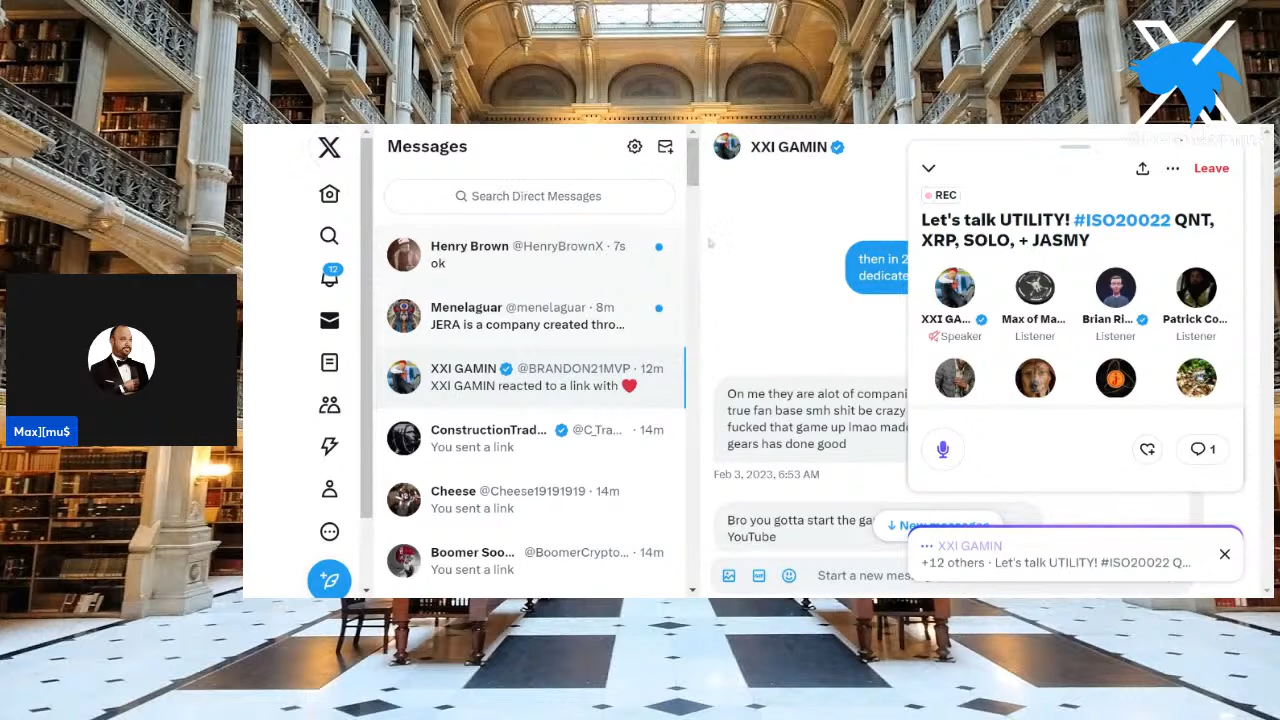 Messages
Search Direct Messages
Henry Brown @HenryBrownX · 7s
ok
Menelaguar @menelaguar · 8m
JERA is a company created thro...
XXI GAMIN @BRANDON21MVP · 12m
XXI GAMIN reacted to a link with ❤️
ConstructionTrad... @C_Tra... · 14m
You sent a link
Cheese @Cheese19191919 · 14m
You sent a link
Boomer Soo... @BoomerCrypto... · 14m
You sent a link
12
Max][mu$
XXI GAMIN
then in 2
dedicate
On me they are alot of compani
true fan base smh shit be crazy
fucked that game up lmao made
gears has done good
Feb 3, 2023, 6:53 AM
Bro you gotta start the ga
YouTube
New messages
GIF
Start a new mes
Leave
REC
Let's talk UTILITY! #ISO20022 QNT,
XRP, SOLO, + JASMY
XXI GA... Max of Ma... Brian Ri... Patrick Co...
Speaker Listener Listener Listener
1
XXI GAMIN
+12 others · Let's talk UTILITY! #ISO20022 Q...